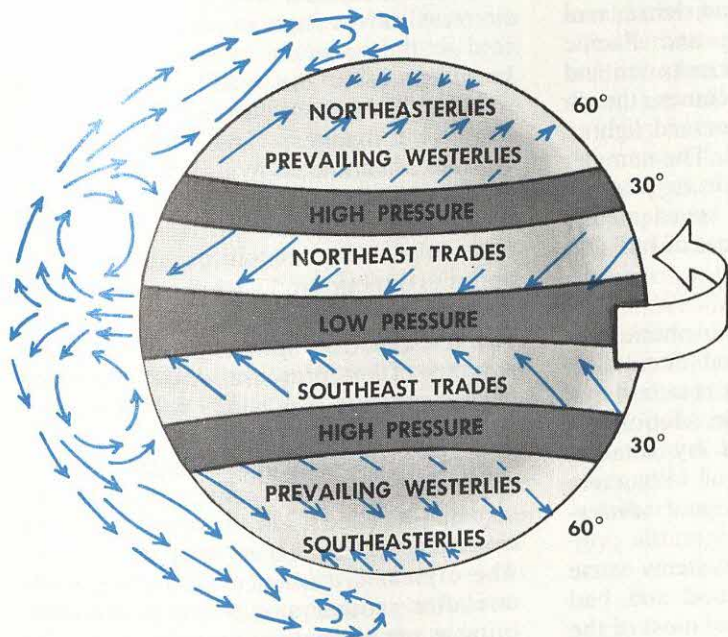 NORTHEASTERLIES
60°
PREVAILING WESTERLIES
30°
HIGH PRESSURE
NORTHEAST TRADES
LOW PRESSURE
SOUTHEAST TRADES
HIGH PRESSURE
30°
PREVAILING WESTERLIES
60°
SOUTHEASTERLIES